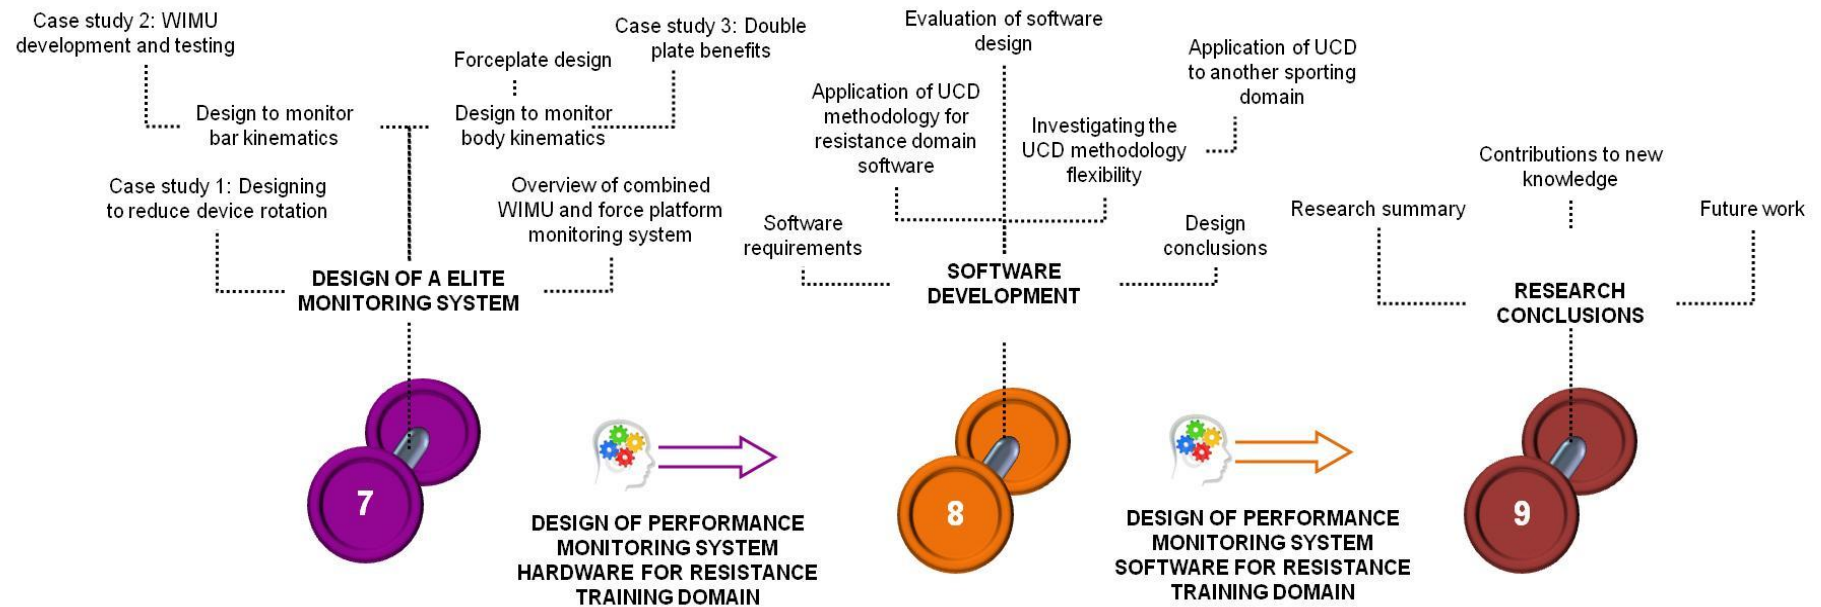 Case study 2: WIMU
development and testing
Design to monitor
bar kinematics
Case study 1: Designing
to reduce device rotation
Forceplate design
Design to monitor
body kinematics
Case study 3: Double
plate benefits
Overview of combined
WIMU and force platform
monitoring system
DESIGN OF A ELITE
MONITORING SYSTEM
7
DESIGN OF PERFORMANCE
MONITORING SYSTEM
HARDWARE FOR RESISTANCE
TRAINING DOMAIN
Evaluation of software
design
Application of UCD
methodology for
resistance domain
software
Investigating the
UCD methodology
flexibility
Application of UCD
to another sporting
domain
Software
requirements
Design
conclusions
SOFTWARE
DEVELOPMENT
8
DESIGN OF PERFORMANCE
MONITORING SYSTEM
SOFTWARE FOR RESISTANCE
TRAINING DOMAIN
Contributions to new
knowledge
Research summary
Future work
RESEARCH
CONCLUSIONS
9